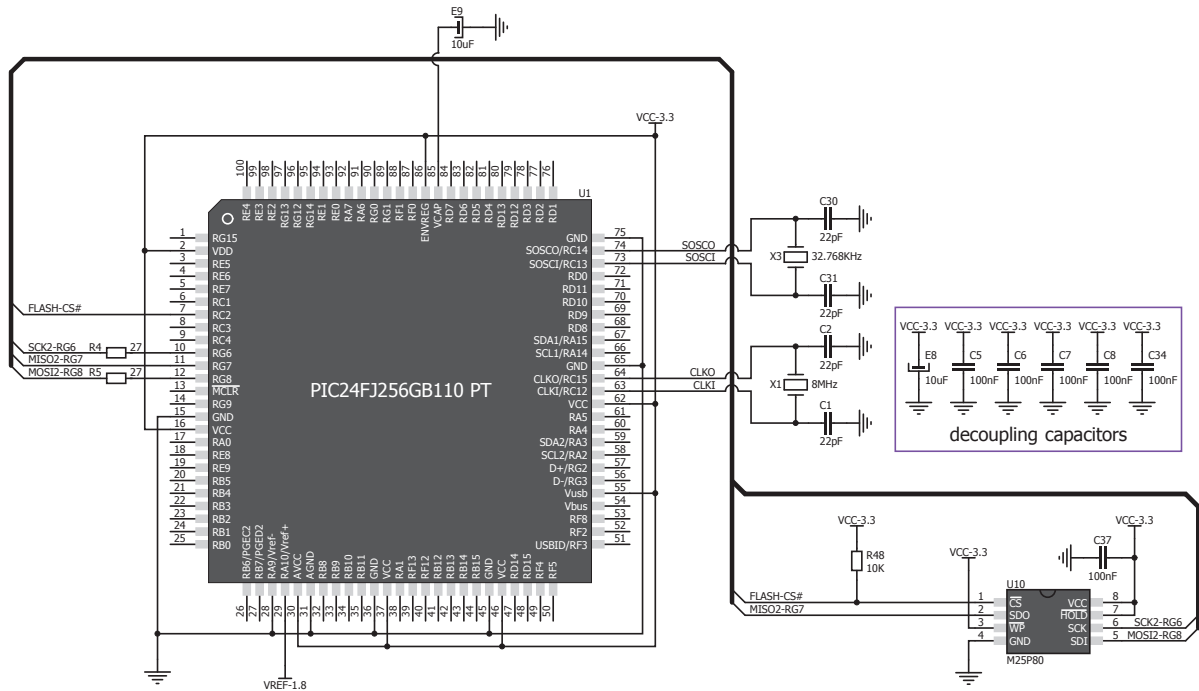 E9
10uF
VCC-3.3
100 99 98 97 96 95 94 93 92 91 90 89 88 87 86 85 84 83 82 81 80 79 78 77 76
RE4 RE3 RE2 RG13 RG12 RG14 RE1 RE0 RA7 RA6 RG0 RG1 RF1 RF0 ENVREG VCAP RD7 RD6 RD5 RD4 RD13 RD12 RD3 RD2 RD1
U1
1 RG15
2 VDD
3 RE5
4 RE6
5 RE7
6 RC1
FLASH-CS# 7 RC2
8 RC3
9 RC4
SCK2-RG6 R4 27 10 RG6
MISO2-RG7 11 RG7
MOSI2-RG8 R5 27 12 RG8
13 MCLR
14 RG9
15 GND
16 VCC
17 RA0
18 RE8
19 RE9
20 RB5
21 RB4
22 RB3
23 RB2
24 RB1
25 RB0
PIC24FJ256GB110 PT
GND 75
SOSCO/RC14 74 SOSCO
SOSCI/RC13 73 SOSCI
RD0 72
RD11 71
RD10 70
RD9 69
RD8 68
SDA1/RA15 67
SCL1/RA14 66
GND 65
CLKO/RC15 64 CLKO
CLKI/RC12 63 CLKI
VCC 62
RA5 61
RA4 60
SDA2/RA3 59
SCL2/RA2 58
D+/RG2 57
D-/RG3 56
Vusb 55
Vbus 54
RF8 53
RF2 52
USBID/RF3 51
RB6/PGEC2 RB7/PGED2 RA9/Vref- RA10/Vref+ AVCC AGND RB8 RB9 RB10 RB11 GND VCC RA1 RF13 RF12 RB12 RB13 RB14 RB15 GND VCC RD14 RD15 RF4 RF5
26 27 28 29 30 31 32 33 34 35 36 37 38 39 40 41 42 43 44 45 46 47 48 49 50
VREF-1.8
C30
22pF
X3 32.768KHz
C31
22pF
C2
22pF
X1 8MHz
C1
22pF
VCC-3.3 VCC-3.3 VCC-3.3 VCC-3.3 VCC-3.3 VCC-3.3
E8 C5 C6 C7 C8 C34
10uF 100nF 100nF 100nF 100nF 100nF
decoupling capacitors
VCC-3.3
R48
10K
VCC-3.3
VCC-3.3
C37
100nF
U10
FLASH-CS# 1 CS VCC 8
MISO2-RG7 2 SDO HOLD 7
3 WP SCK 6 SCK2-RG6
4 GND SDI 5 MOSI2-RG8
M25P80